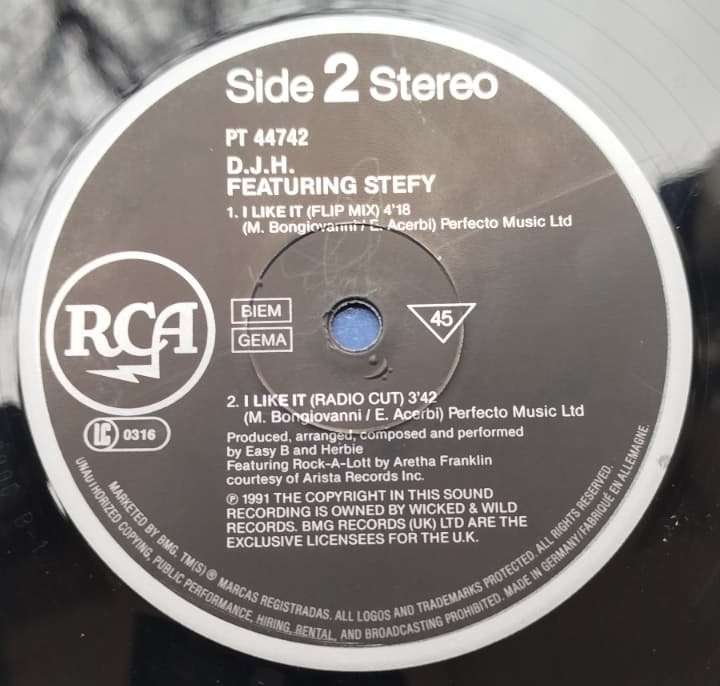 Side 2 Stereo
PT 44742
D.J.H.
FEATURING STEFY
1. I LIKE IT (FLIP MIX) 4'18
(M. Bongiovanni / E. Acerbi) Perfecto Music Ltd
RCA
BIEM
GEMA
45
LC 0316
2. I LIKE IT (RADIO CUT) 3'42
(M. Bongiovanni / E. Acerbi) Perfecto Music Ltd
Produced, arranged, composed and performed
by Easy B and Herbie
Featuring Rock-A-Lott by Aretha Franklin
courtesy of Arista Records Inc.
℗ 1991 THE COPYRIGHT IN THIS SOUND
RECORDING IS OWNED BY WICKED & WILD
RECORDS. BMG RECORDS (UK) LTD ARE THE
EXCLUSIVE LICENSEES FOR THE U.K.
MARKETED BY BMG. TM(S) ® MARCAS REGISTRADAS. ALL LOGOS AND TRADEMARKS PROTECTED. ALL RIGHTS RESERVED.
UNAUTHORIZED COPYING, PUBLIC PERFORMANCE, HIRING, RENTAL, AND BROADCASTING PROHIBITED. MADE IN GERMANY/FABRIQUÉ EN ALLEMAGNE.